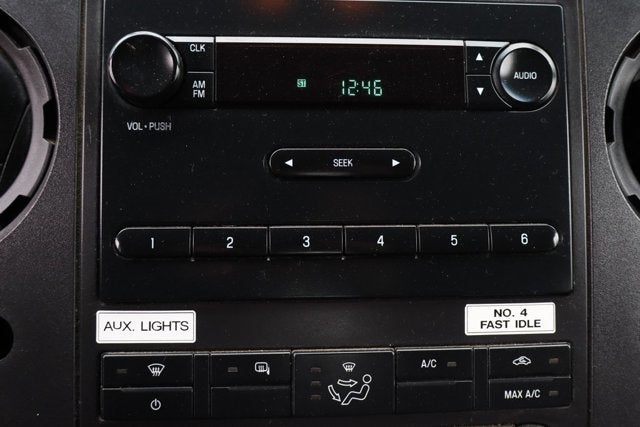 CLK
AM
FM
12:46
▲
▼
AUDIO
VOL • PUSH
◄ SEEK ►
1 2 3 4 5 6
AUX. LIGHTS
NO. 4
FAST IDLE
A/C
MAX A/C